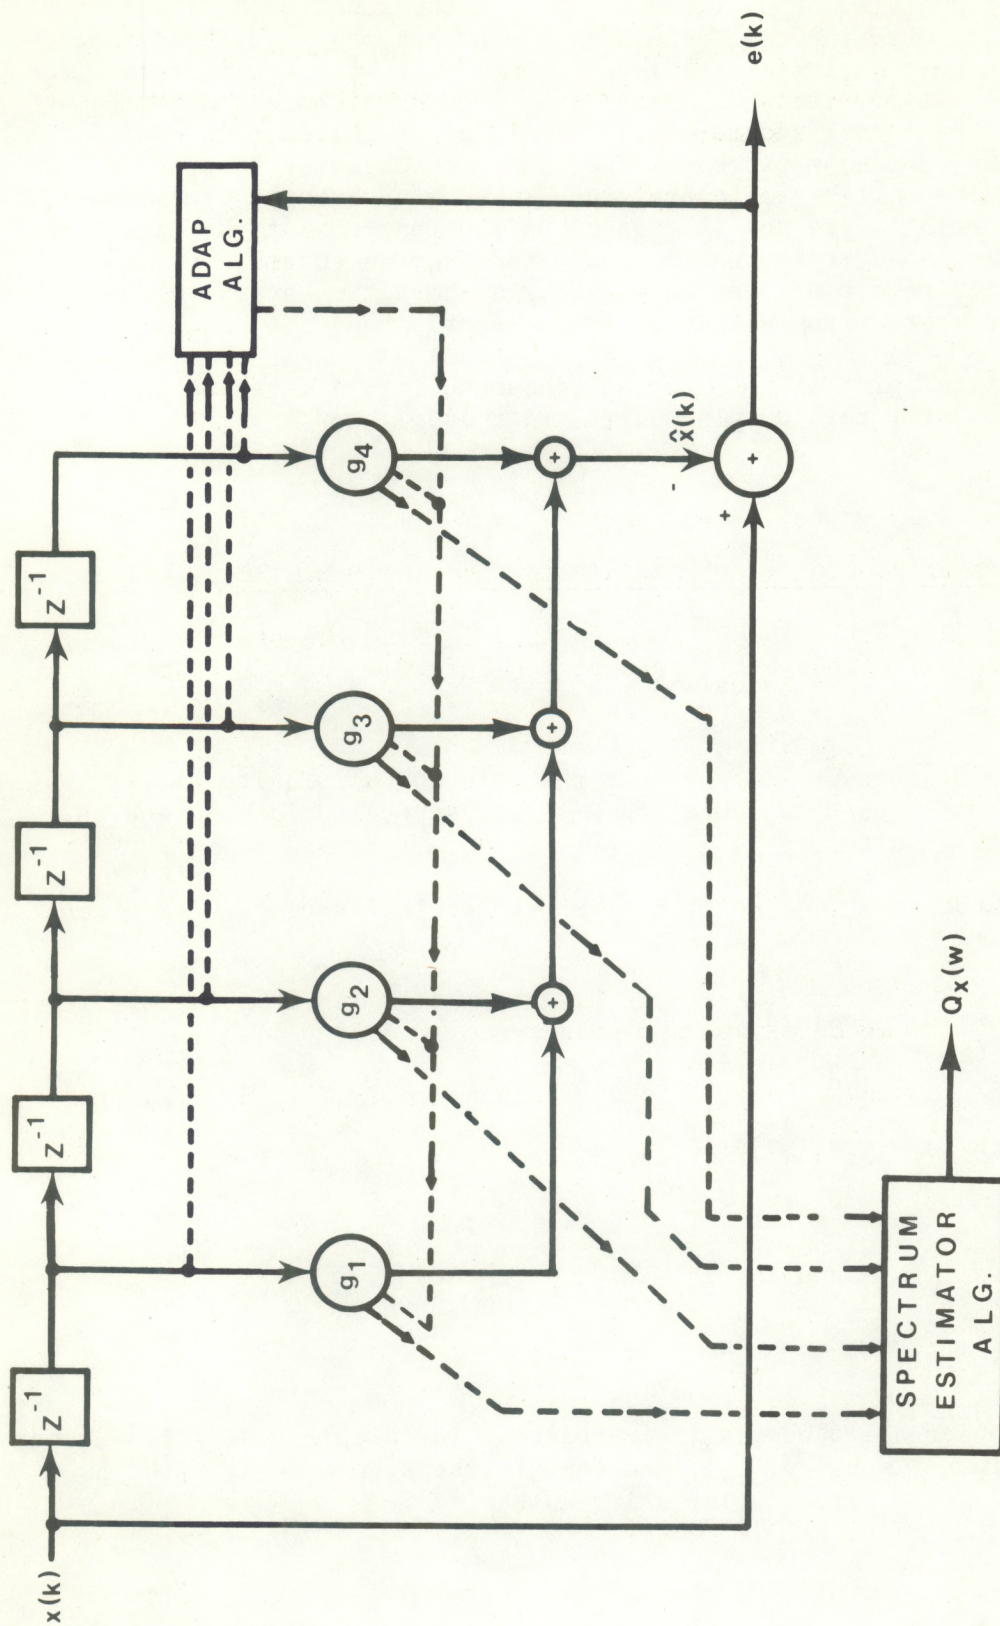 x(k)
z⁻¹
z⁻¹
z⁻¹
z⁻¹
ADAP
ALG.
g₁
g₂
g₃
g₄
+
+
+
x̂(k)
-
+
+
e(k)
SPECTRUM
ESTIMATOR
ALG.
Qₓ(w)